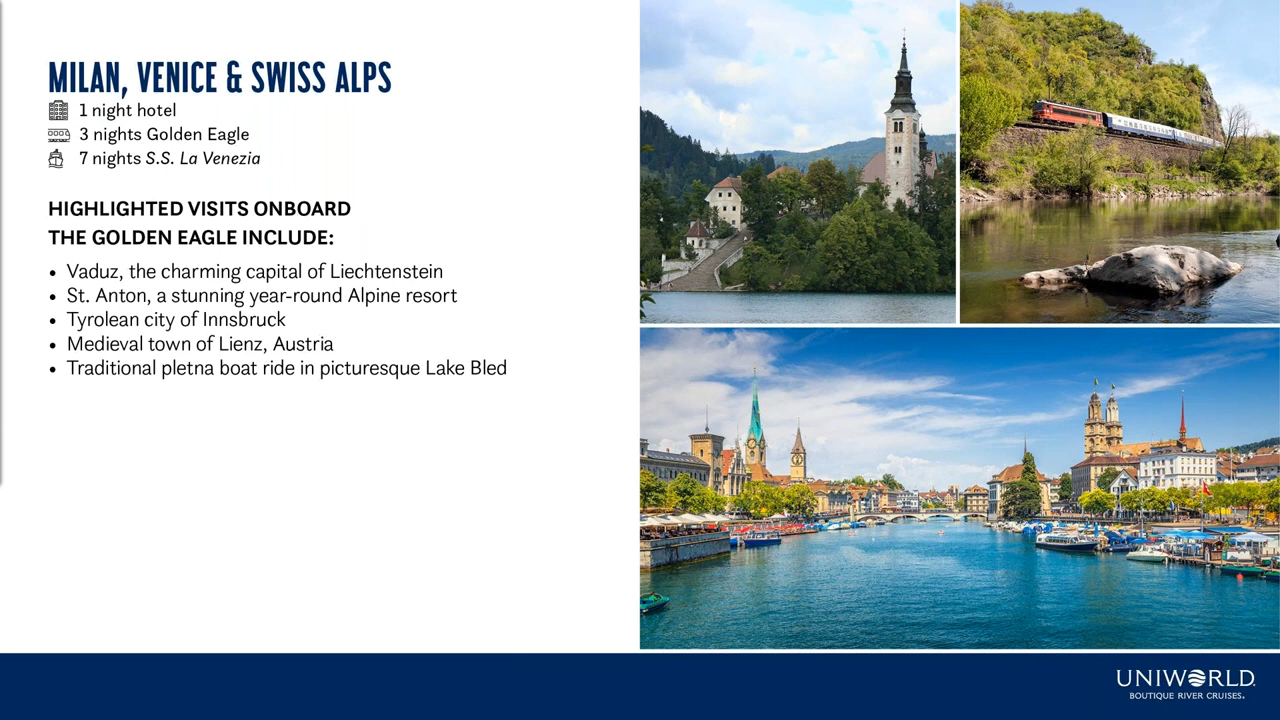 MILAN, VENICE & SWISS ALPS
1 night hotel
3 nights Golden Eagle
7 nights S.S. La Venezia
HIGHLIGHTED VISITS ONBOARD
THE GOLDEN EAGLE INCLUDE:
• Vaduz, the charming capital of Liechtenstein
• St. Anton, a stunning year-round Alpine resort
• Tyrolean city of Innsbruck
• Medieval town of Lienz, Austria
• Traditional pletna boat ride in picturesque Lake Bled
UNIWORLD
BOUTIQUE RIVER CRUISES